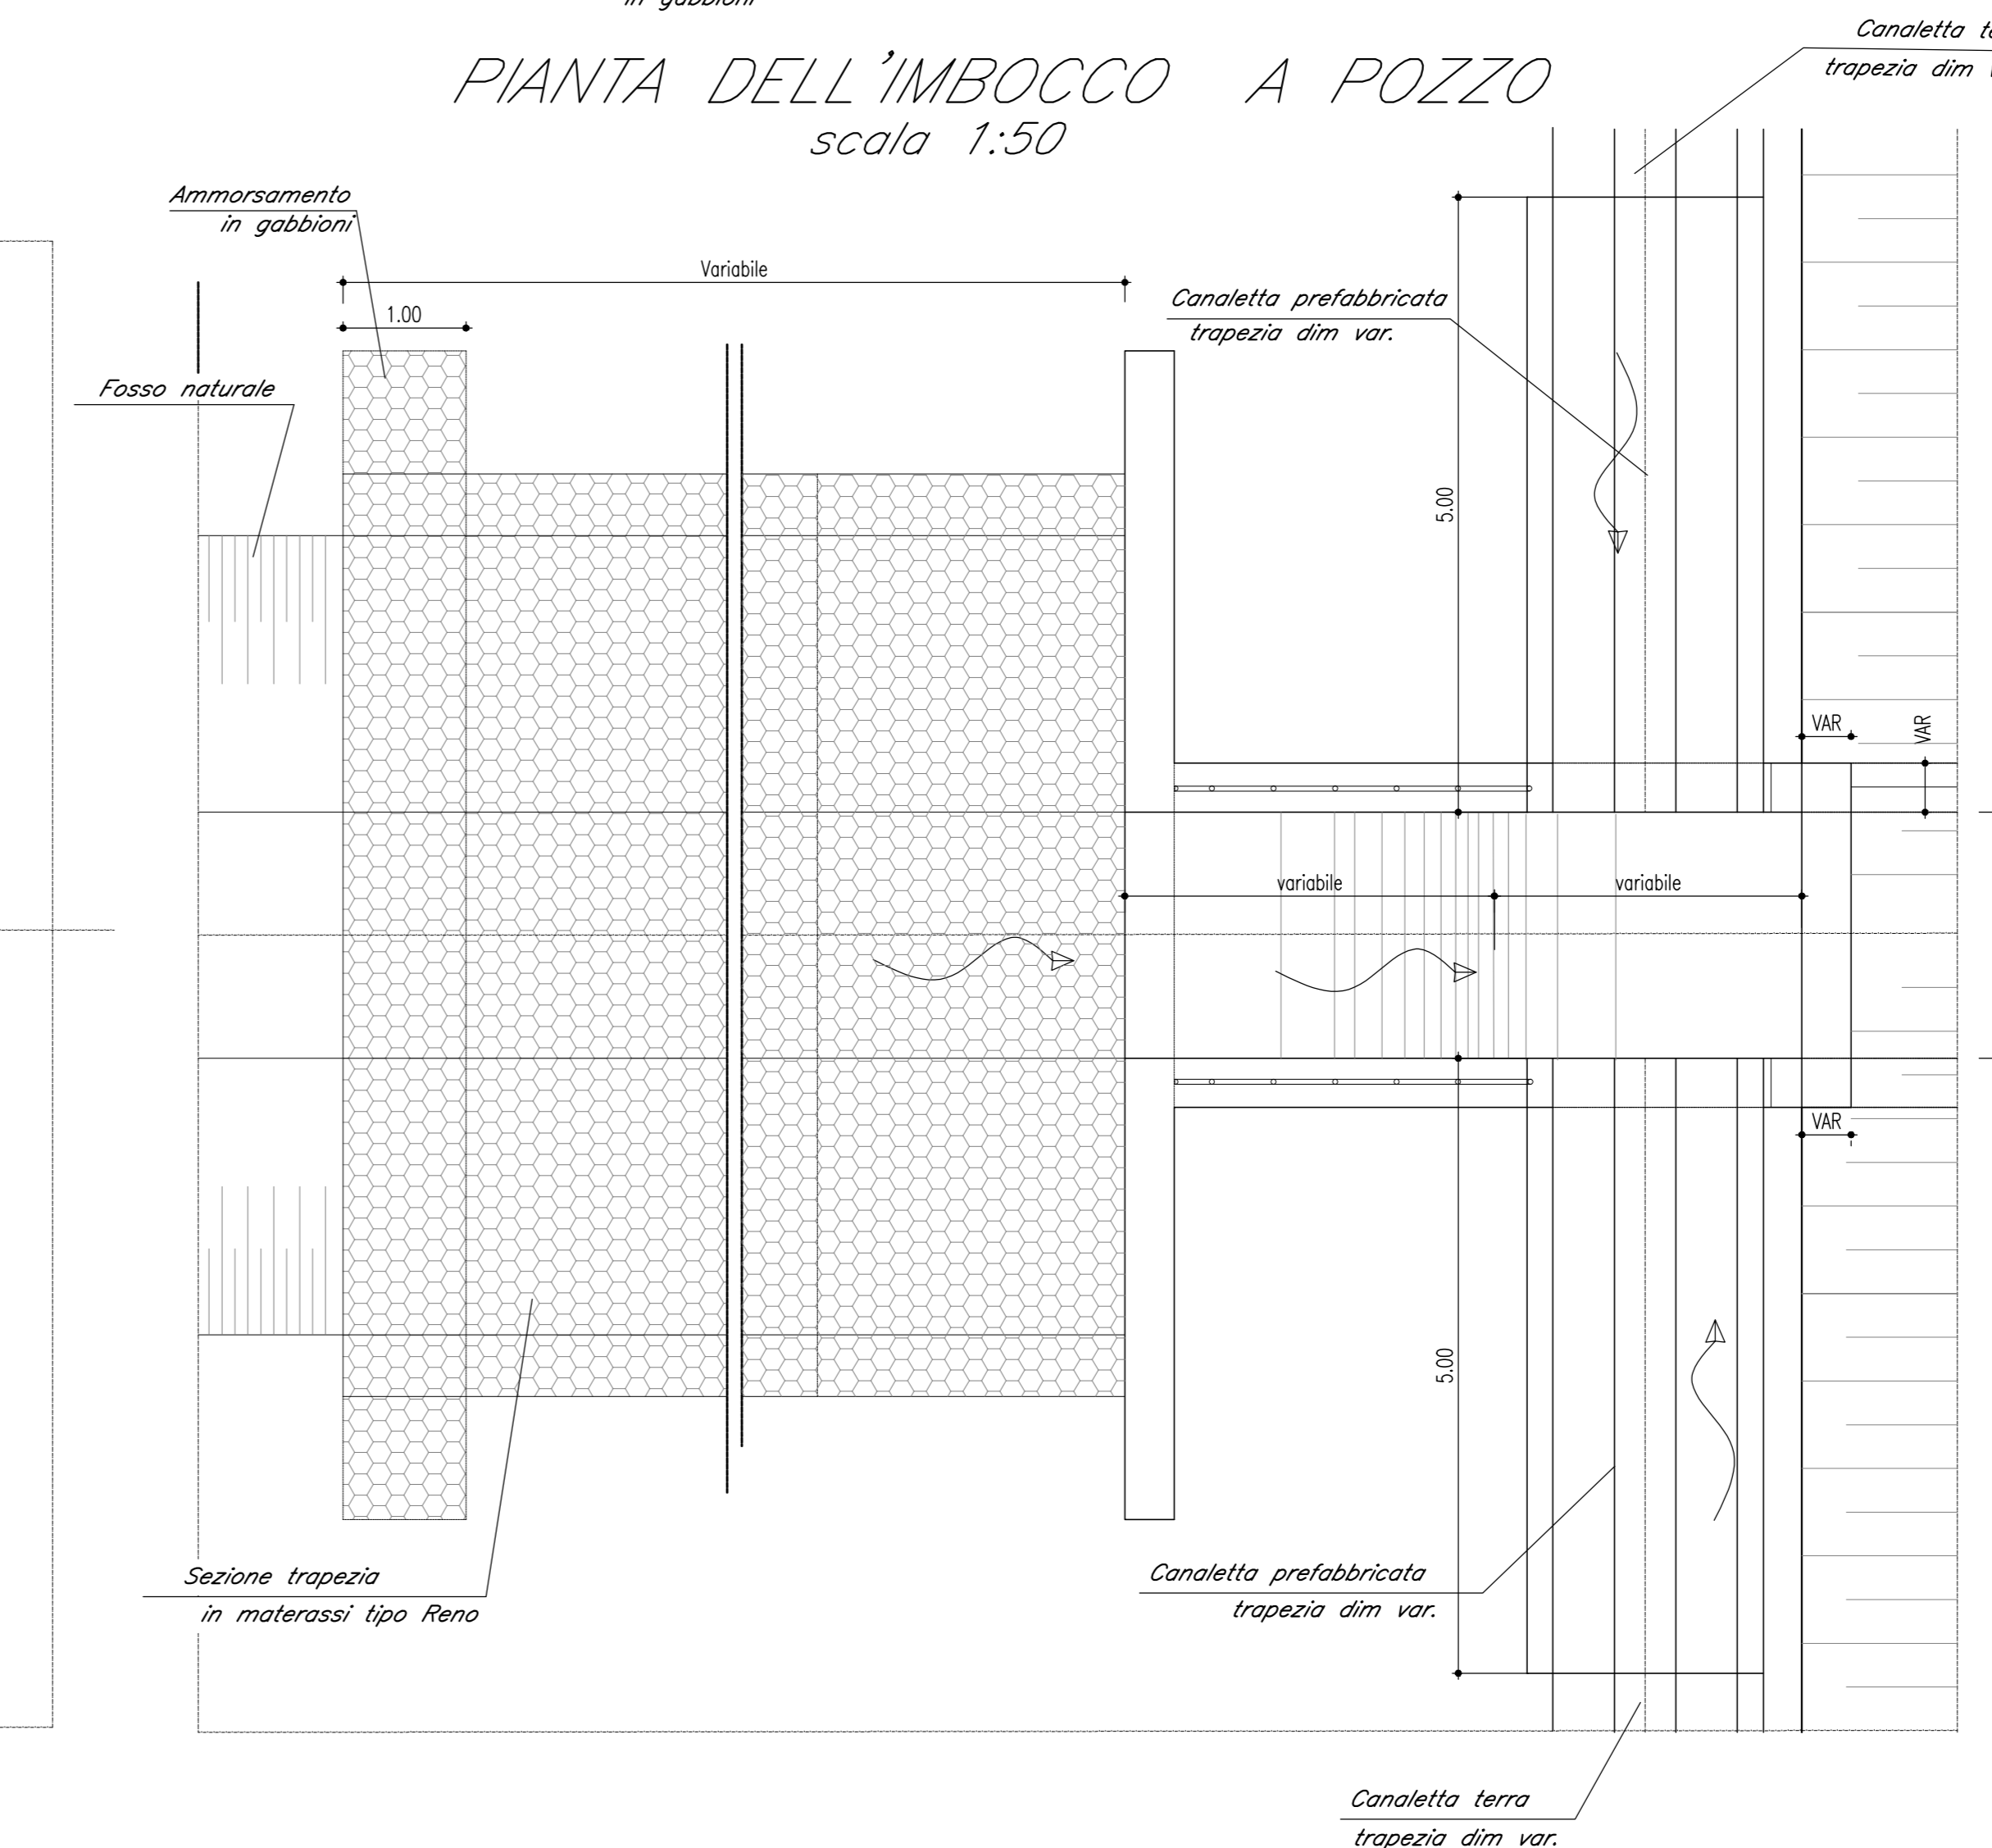 in gabbioni
PIANTA DELL'IMBOCCO A POZZO
scala 1:50
Canaletta
trapezia dim
Ammorsamento
in gabbioni
Variabile
1.00
Canaletta prefabbricata
trapezia dim var.
Fosso naturale
5.00
VAR
VAR
variabile
variabile
VAR
5.00
Sezione trapezia
in materassi tipo Reno
Canaletta prefabbricata
trapezia dim var.
Canaletta terra
trapezia dim var.